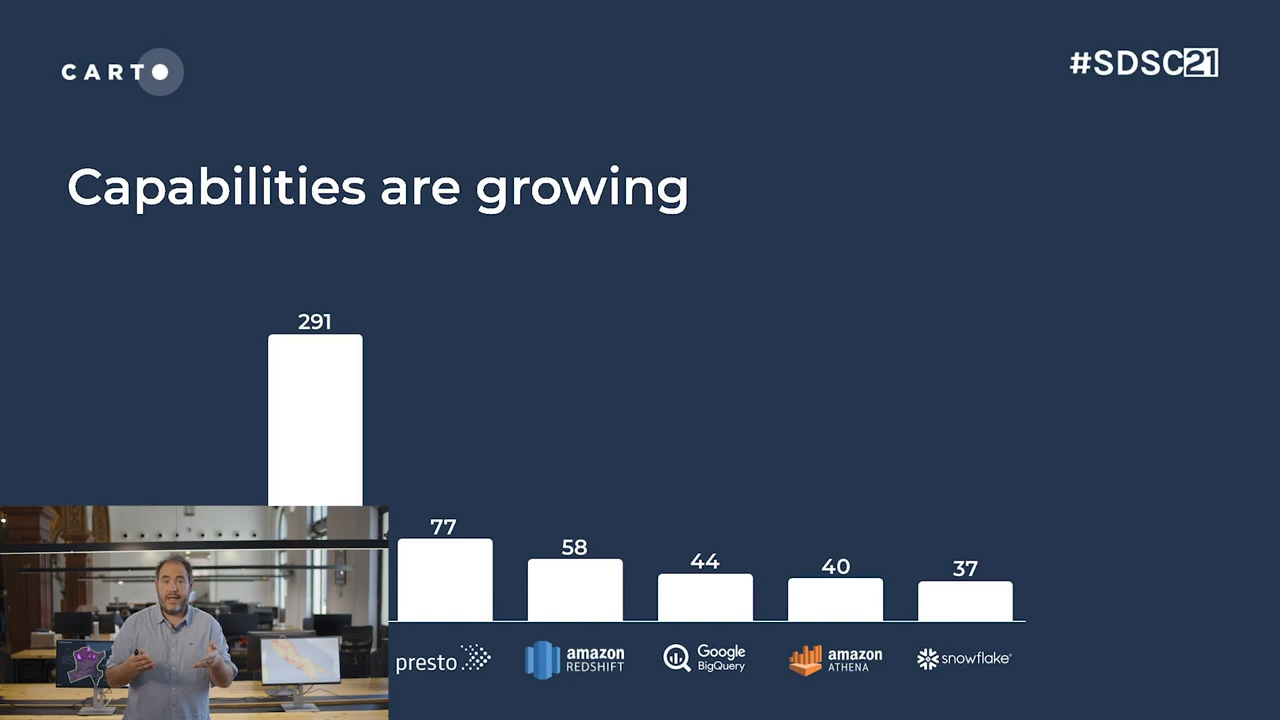 CARTO
#SDSC21
Capabilities are growing
291
77
58
44
40
37
presto
amazon REDSHIFT
Google BigQuery
amazon ATHENA
snowflake